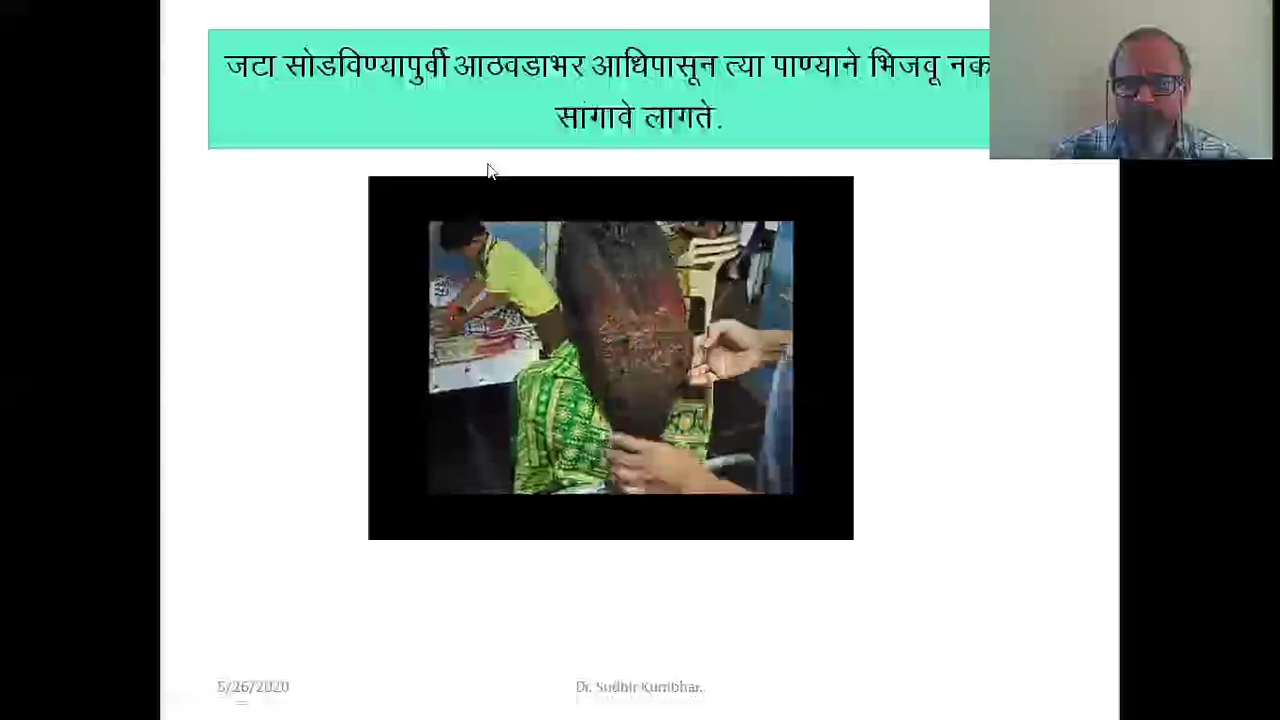 जटा सोडविण्यापुर्वी आठवडाभर आधिपासून त्या पाण्याने भिजवू नक
सांगावे लागते.
5/26/2020
Dr. Sudhir Kumbhar.